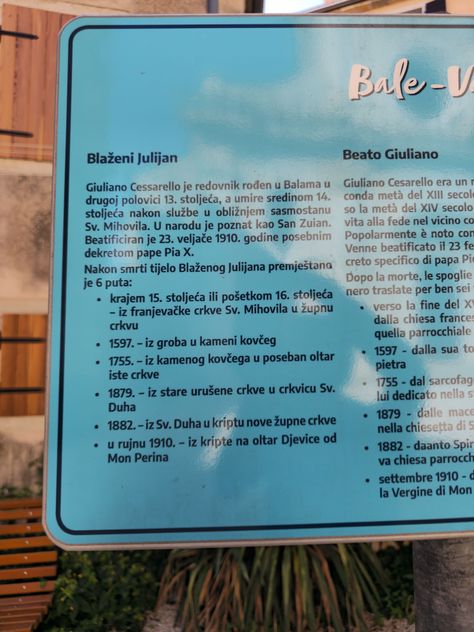 Bale-V
Blaženi Julijan
Giuliano Cessarello je redovnik rođen u Balama u
drugoj polovici 13. stoljeća, a umire sredinom 14.
stoljeća nakon službe u obližnjem sasmostanu
Sv. Mihovila. U narodu je poznat kao San Zuian.
Beatificiran je 23. veljače 1910. godine posebnim
dekretom pape Pia X.
Nakon smrti tijelo Blaženog Julijana premještano
je 6 puta:
• krajem 15. stoljeća ili pošetkom 16. stoljeća
– iz franjevačke crkve Sv. Mihovila u župnu
crkvu
• 1597. – iz groba u kameni kovčeg
• 1755. – iz kamenog kovčega u poseban oltar
iste crkve
• 1879. – iz stare urušene crkve u crkvicu Sv.
Duha
• 1882. – iz Sv. Duha u kriptu nove župne crkve
• u rujnu 1910. – iz kripte na oltar Djevice od
Mon Perina
Beato Giuliano
Giuliano Cesarello era un
conda metà del XIII secolo
so la metà del XIV secolo
vita alla fede nel vicino co
Popolarmente è noto con
Venne beatificato il 23 fe
creto specifico di papa Pi
Dopo la morte, le spoglie
nero traslate per ben sei
• verso la fine del XV
dalla chiesa frances
quella parrocchiale
• 1597 - dalla sua to
pietra
• 1755 - dal sarcofag
lui dedicato nella s
• 1879 - dalle mace
nella chiesetta di S
• 1882 - daanto Spir
va chiesa parrocch
• settembre 1910 - d
la Vergine di Mon